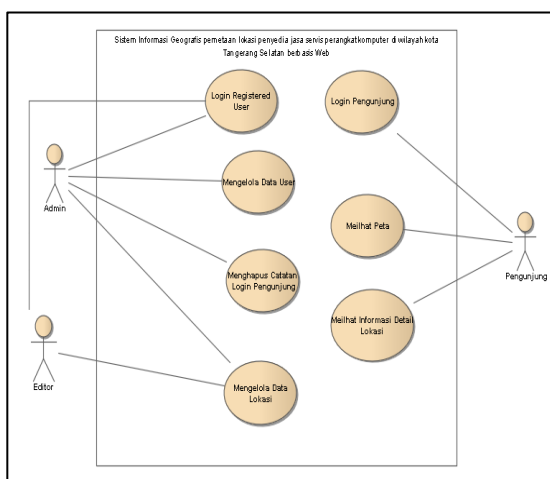 Sistem Informasi Geografis pemetaan lokasi penyedia jasa servis perangkat komputer di wilayah kota
Tangerang Selatan berbasis Web
Login Registered
User
Login Pengunjung
Admin
Mengelola Data User
Meilhat Peta
Pengunjung
Menghapus Catatan
Login Pengunjung
Meilhat Informasi Detail
Lokasi
Editor
Mengelola Data
Lokasi